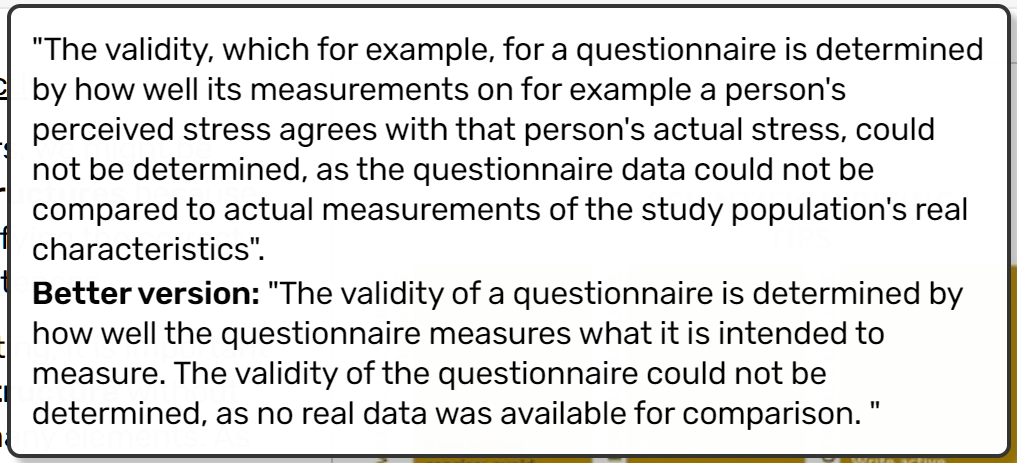 "The validity, which for example, for a questionnaire is determined
by how well its measurements on for example a person's
perceived stress agrees with that person's actual stress, could
not be determined, as the questionnaire data could not be
compared to actual measurements of the study population's real
characteristics".
Better version: "The validity of a questionnaire is determined by
how well the questionnaire measures what it is intended to
measure. The validity of the questionnaire could not be
determined, as no real data was available for comparison. "